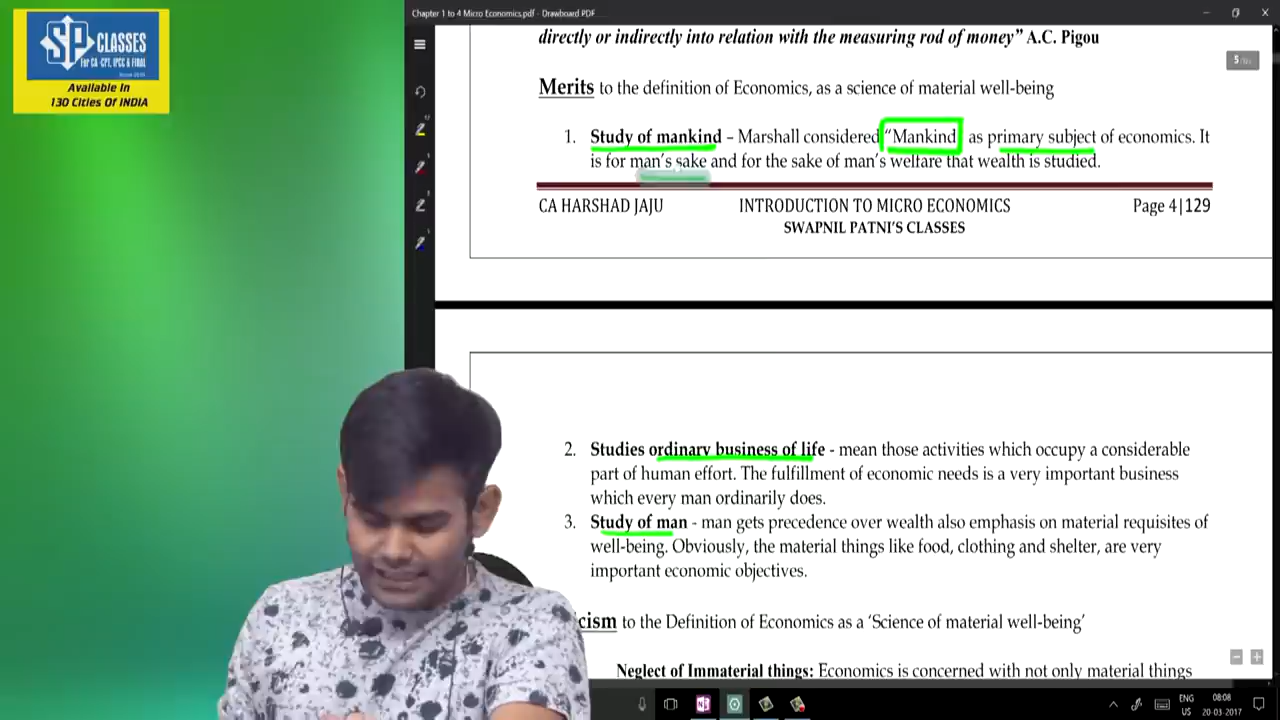 SP CLASSES
for CA-CPT, IPCC & FINAL
Since 2010
Available In
130 Cities Of INDIA
Chapter 1 to 4 Micro Economics.pdf - Drawboard PDF
5/80
directly or indirectly into relation with the measuring rod of money” A.C. Pigou
Merits to the definition of Economics, as a science of material well-being
1. Study of mankind – Marshall considered “Mankind as primary subject of economics. It
is for man’s sake and for the sake of man’s welfare that wealth is studied.
CA HARSHAD JAJU INTRODUCTION TO MICRO ECONOMICS Page 4|129
SWAPNIL PATNI’S CLASSES
2. Studies ordinary business of life - mean those activities which occupy a considerable
part of human effort. The fulfillment of economic needs is a very important business
which every man ordinarily does.
3. Study of man - man gets precedence over wealth also emphasis on material requisites of
well-being. Obviously, the material things like food, clothing and shelter, are very
important economic objectives.
cism to the Definition of Economics as a ‘Science of material well-being’
Neglect of Immaterial things: Economics is concerned with not only material things
ENG
US
08:08
20-03-2017